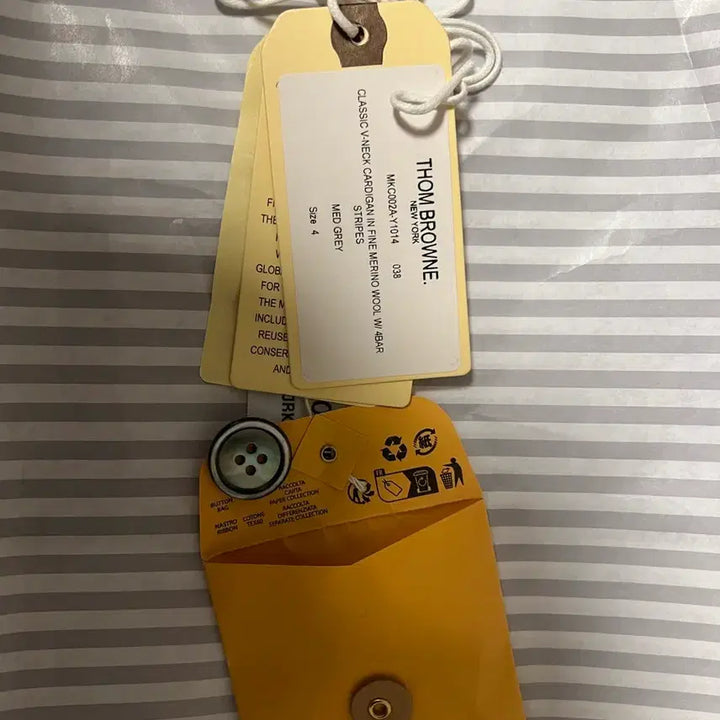 THOM BROWNE.
NEW YORK
MKC002A-Y1014 038
CLASSIC V-NECK CARDIGAN IN FINE MERINO WOOL W/ 4BAR
STRIPES
MED GREY
Size 4
F
THE
GLOB
FOR
THE M
INCLUD
REUSE
CONSER
AND
BUTTON
BAG
RACCOLTA
CARTA
PAPER COLLECTION
NASTRO
RIBBON
COTONE
TESSO
RACCOLTA
DIFFERENZIATA
SEPARATE COLLECTION